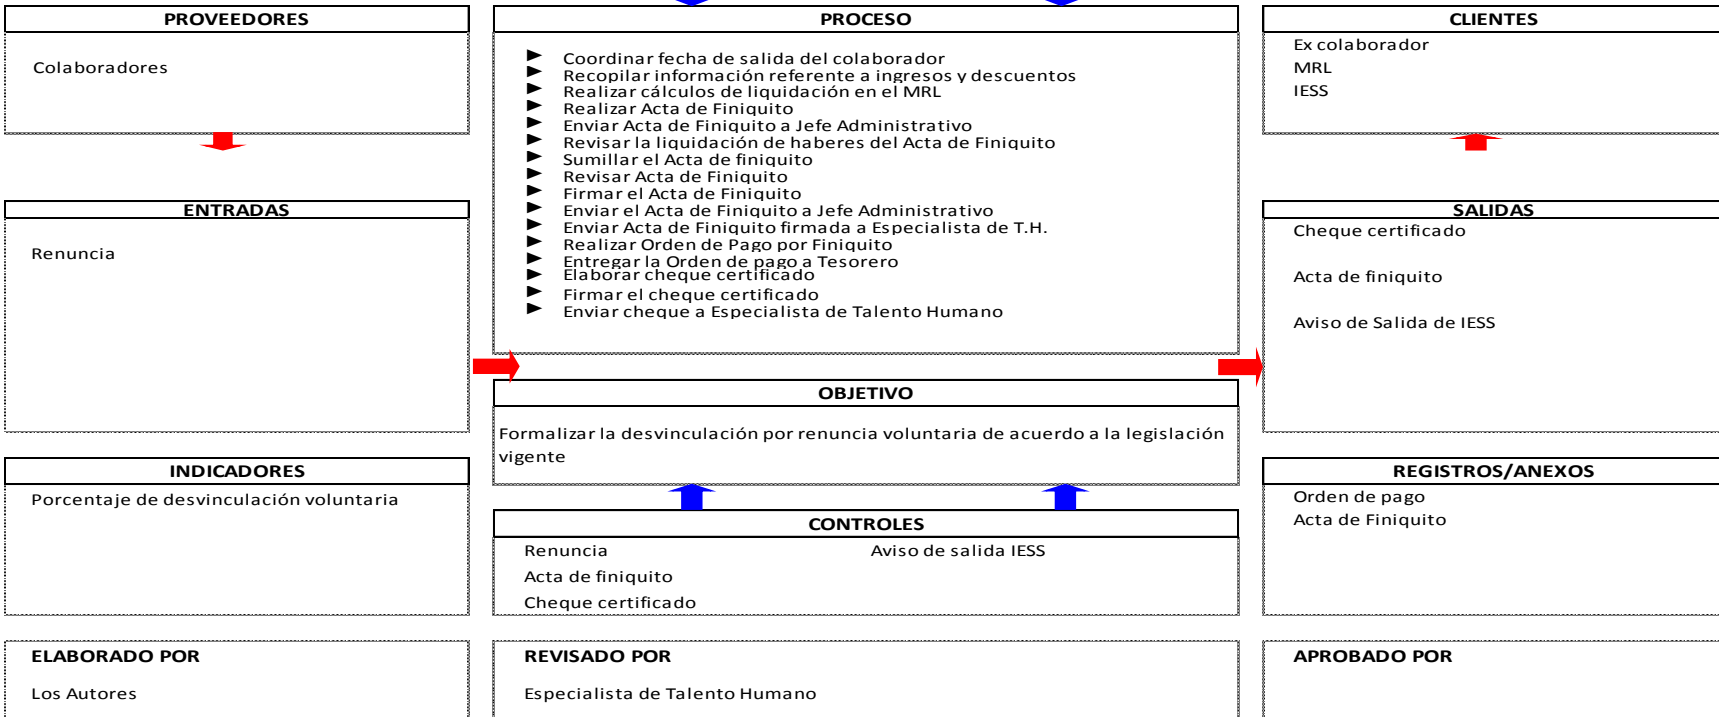 PROVEEDORES
Colaboradores
PROCESO
Coordinar fecha de salida del colaborador
Recopilar información referente a ingresos y descuentos
Realizar cálculos de liquidación en el MRL
Realizar Acta de Finiquito
Enviar Acta de Finiquito a Jefe Administrativo
Revisar la liquidación de haberes del Acta de Finiquito
Sumillar el Acta de finiquito
Revisar Acta de Finiquito
Firmar el Acta de Finiquito
Enviar el Acta de Finiquito a Jefe Administrativo
Enviar Acta de Finiquito firmada a Especialista de T.H.
Realizar Orden de Pago por Finiquito
Entregar la Orden de pago a Tesorero
Elaborar cheque certificado
Firmar el cheque certificado
Enviar cheque a Especialista de Talento Humano
CLIENTES
Ex colaborador
MRL
IESS
ENTRADAS
Renuncia
SALIDAS
Cheque certificado
Acta de finiquito
Aviso de Salida de IESS
OBJETIVO
Formalizar la desvinculación por renuncia voluntaria de acuerdo a la legislación
vigente
INDICADORES
Porcentaje de desvinculación voluntaria
CONTROLES
Renuncia Aviso de salida IESS
Acta de finiquito
Cheque certificado
REGISTROS/ANEXOS
Orden de pago
Acta de Finiquito
ELABORADO POR
Los Autores
REVISADO POR
Especialista de Talento Humano
APROBADO POR